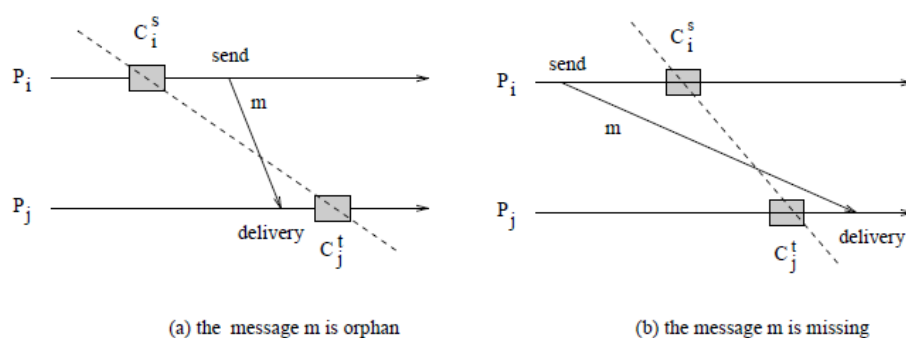 C_i^s
send
P_i
m
P_j
delivery
C_j^t
(a) the message m is orphan
C_i^s
send
P_i
m
P_j
delivery
C_j^t
(b) the message m is missing